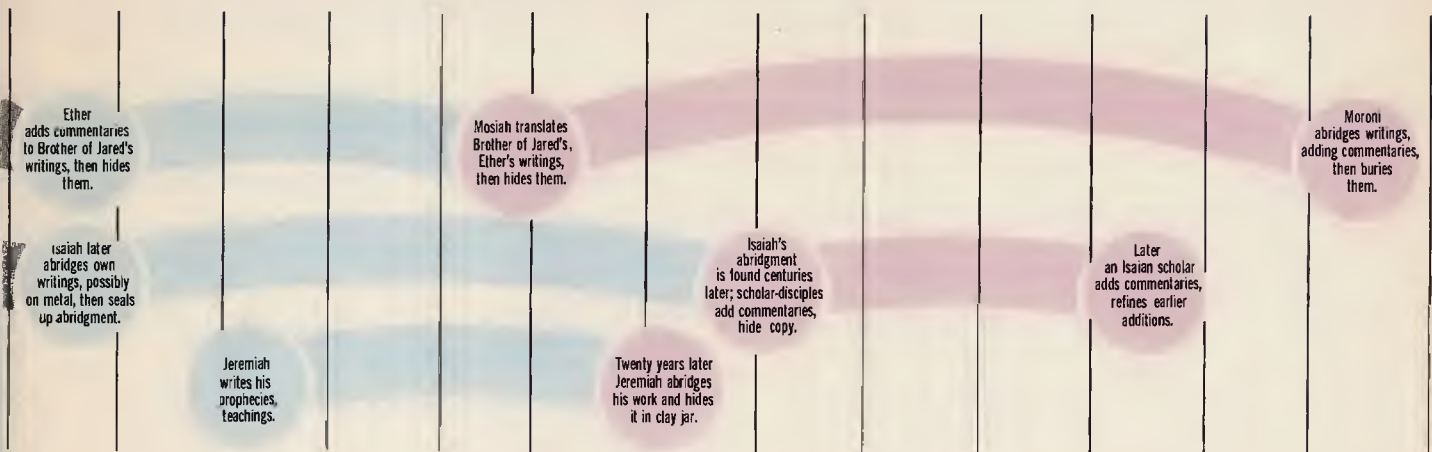 Ether
adds commentaries
to Brother of Jared's
writings, then hides
them.
Mosiah translates
Brother of Jared's,
Ether's writings,
then hides them.
Moroni
abridges writings,
adding commentaries,
then buries
them.
Isaiah later
abridges own
writings, possibly
on metal, then seals
up abridgment.
Isaiah's
abridgment
is found centuries
later; scholar-disciples
add commentaries,
hide copy.
Later
an Isaian scholar
adds commentaries,
refines earlier
additions.
Jeremiah
writes his
prophecies,
teachings.
Twenty years later
Jeremiah abridges
his work and hides
it in clay jar.